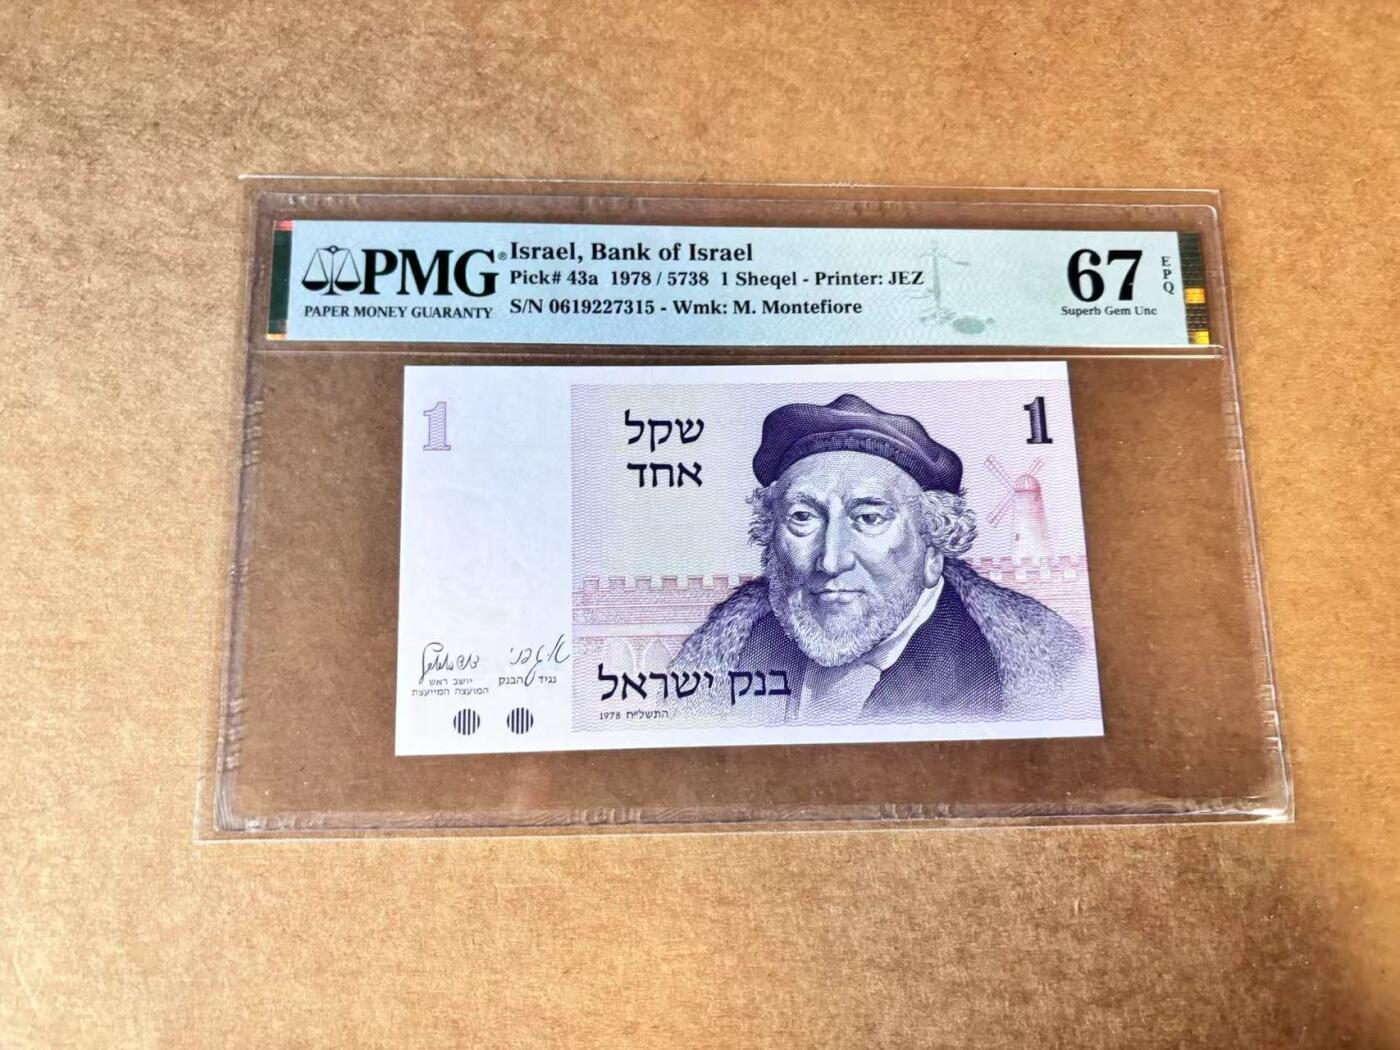 PMG®
PAPER MONEY GUARANTY
Israel, Bank of Israel
Pick# 43a 1978 / 5738 1 Sheqel - Printer: JEZ
S/N 0619227315 - Wmk: M. Montefiore
67 EPQ
Superb Gem Unc
1
1
שקל
אחד
יושב ראש
המועצה המייעצת
נגיד הבנק
בנק ישראל
1978 התשל״ח